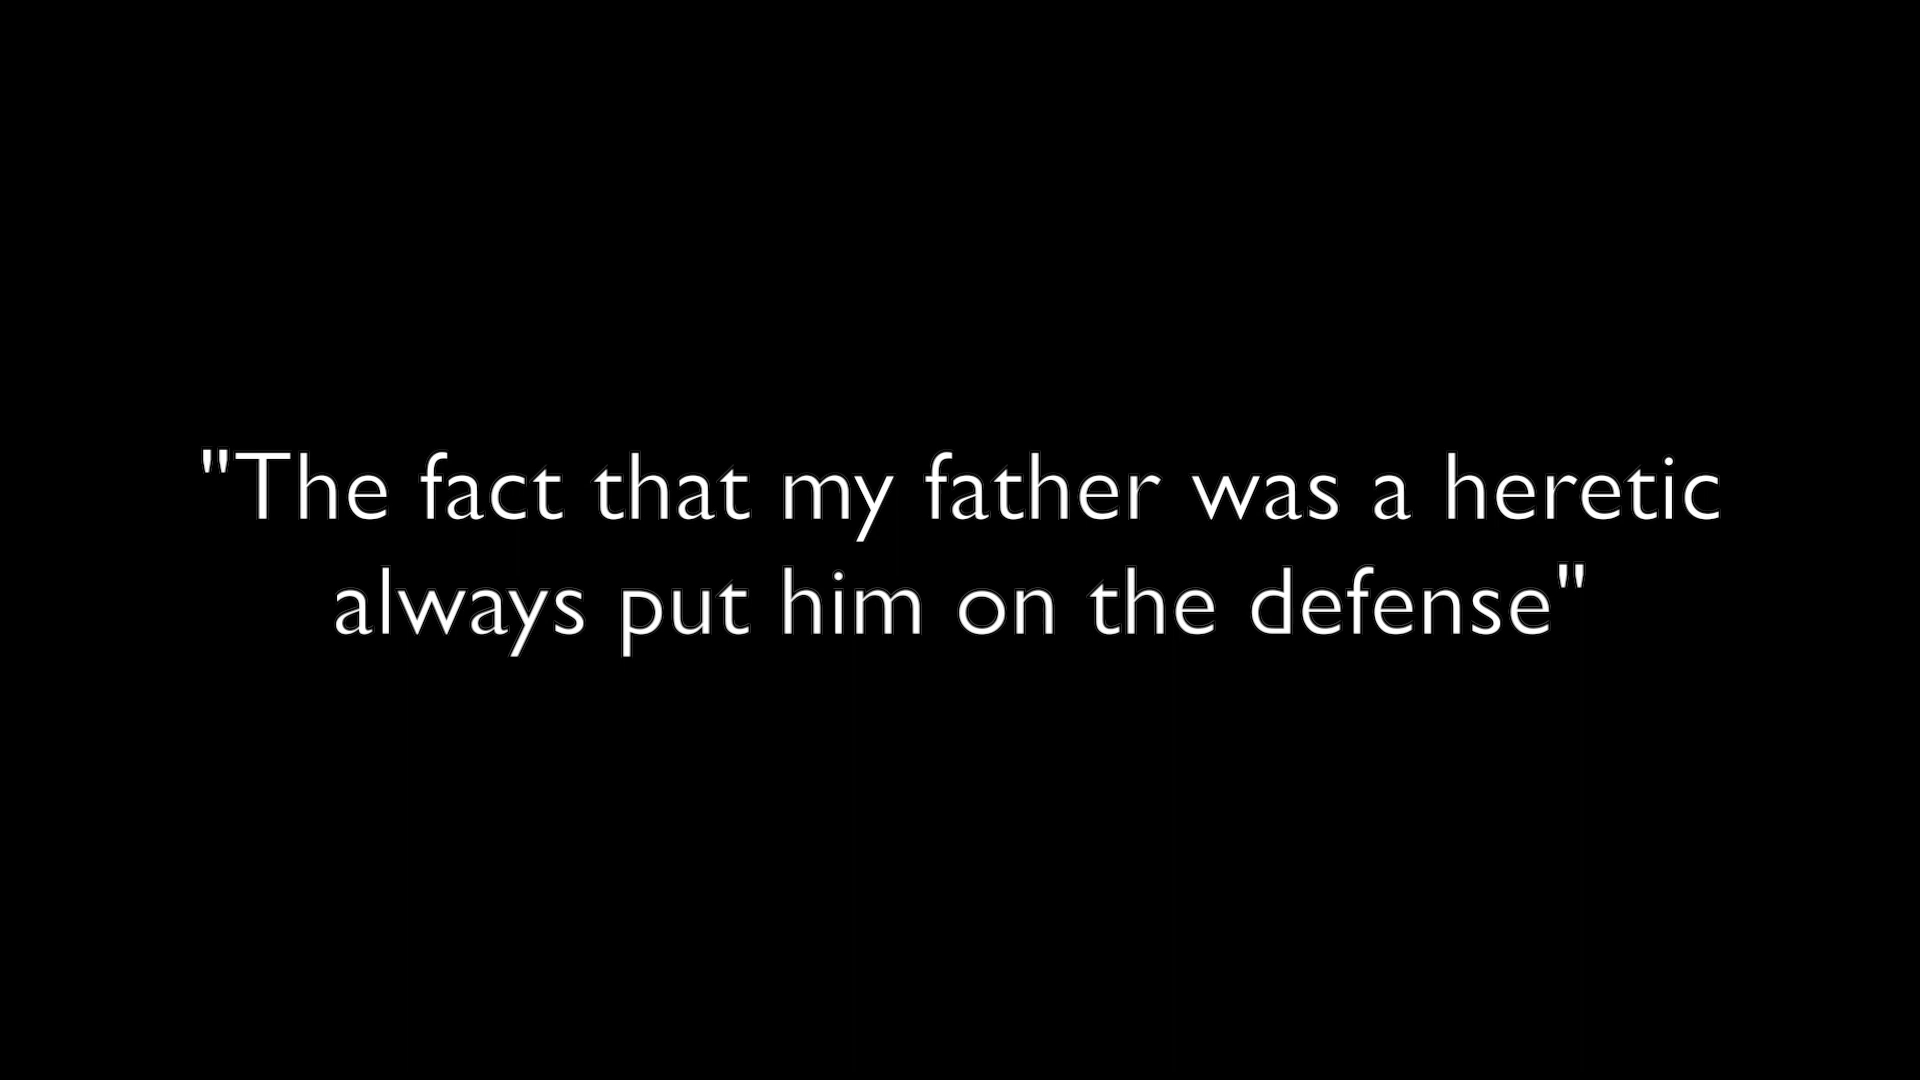 "The fact that my father was a heretic
always put him on the defense"